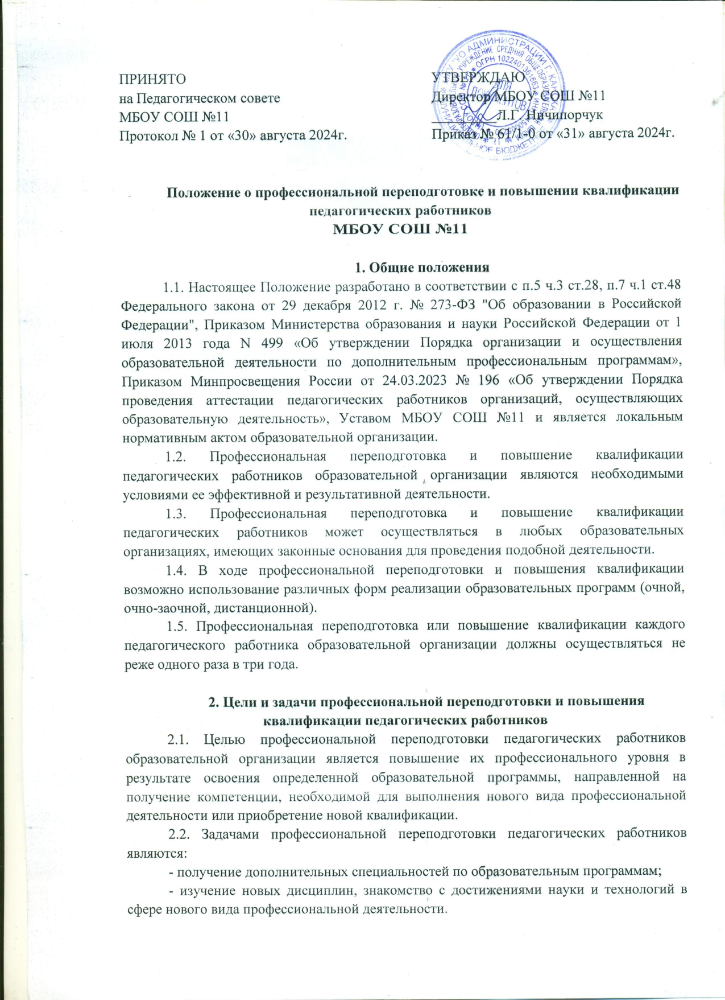 ПРИНЯТО
на Педагогическом совете
МБОУ СОШ №11
Протокол № 1 от «30» августа 2024г.
УТВЕРЖДАЮ
Директор МБОУ СОШ №11
_________Л.Г. Ничипорчук
Приказ № 61/1-0 от «31» августа 2024г.
Положение о профессиональной переподготовке и повышении квалификации
педагогических работников
МБОУ СОШ №11
1. Общие положения
1.1. Настоящее Положение разработано в соответствии с п.5 ч.3 ст.28, п.7 ч.1 ст.48
Федерального закона от 29 декабря 2012 г. № 273-ФЗ "Об образовании в Российской
Федерации", Приказом Министерства образования и науки Российской Федерации от 1
июля 2013 года N 499 «Об утверждении Порядка организации и осуществления
образовательной деятельности по дополнительным профессиональным программам»,
Приказом Минпросвещения России от 24.03.2023 № 196 «Об утверждении Порядка
проведения аттестации педагогических работников организаций, осуществляющих
образовательную деятельность», Уставом МБОУ СОШ №11 и является локальным
нормативным актом образовательной организации.
1.2. Профессиональная переподготовка и повышение квалификации
педагогических работников образовательной организации являются необходимыми
условиями ее эффективной и результативной деятельности.
1.3. Профессиональная переподготовка и повышение квалификации
педагогических работников может осуществляться в любых образовательных
организациях, имеющих законные основания для проведения подобной деятельности.
1.4. В ходе профессиональной переподготовки и повышения квалификации
возможно использование различных форм реализации образовательных программ (очной,
очно-заочной, дистанционной).
1.5. Профессиональная переподготовка или повышение квалификации каждого
педагогического работника образовательной организации должны осуществляться не
реже одного раза в три года.
2. Цели и задачи профессиональной переподготовки и повышения
квалификации педагогических работников
2.1. Целью профессиональной переподготовки педагогических работников
образовательной организации является повышение их профессионального уровня в
результате освоения определенной образовательной программы, направленной на
получение компетенции, необходимой для выполнения нового вида профессиональной
деятельности или приобретение новой квалификации.
2.2. Задачами профессиональной переподготовки педагогических работников
являются:
- получение дополнительных специальностей по образовательным программам;
- изучение новых дисциплин, знакомство с достижениями науки и технологий в
сфере нового вида профессиональной деятельности.